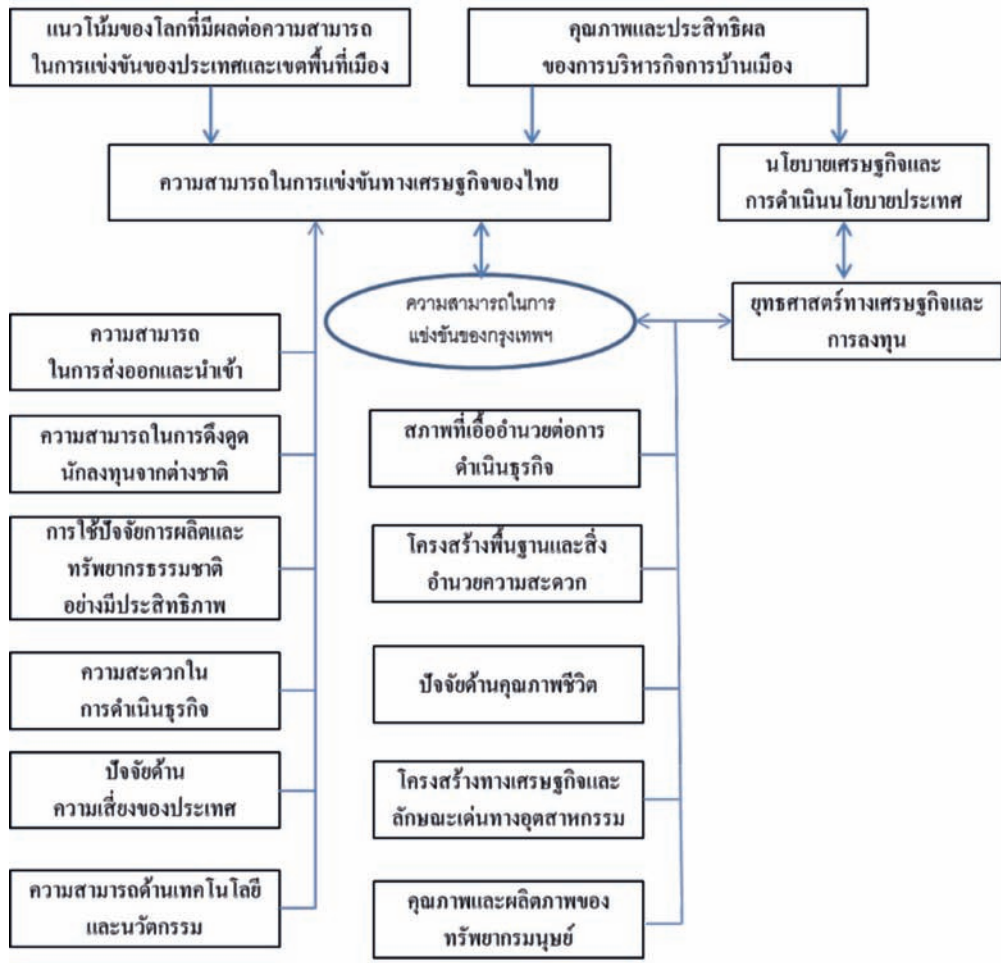 แนวโน้มของโลกที่มีผลต่อความสามารถ
ในการแข่งขันของประเทศและเขตพื้นที่เมือง
คุณภาพและประสิทธิผล
ของการบริหารกิจการบ้านเมือง
ความสามารถในการแข่งขันทางเศรษฐกิจของไทย
นโยบายเศรษฐกิจและ
การดำเนินนโยบายประเทศ
ความสามารถในการ
แข่งขันของกรุงเทพฯ
ยุทธศาสตร์ทางเศรษฐกิจและ
การลงทุน
ความสามารถ
ในการส่งออกและนำเข้า
ความสามารถในการดึงดูด
นักลงทุนจากต่างชาติ
การใช้ปัจจัยการผลิตและ
ทรัพยากรธรรมชาติ
อย่างมีประสิทธิภาพ
ความสะดวกใน
การดำเนินธุรกิจ
ปัจจัยด้าน
ความเสี่ยงของประเทศ
ความสามารถด้านเทคโนโลยี
และนวัตกรรม
สภาพที่เอื้ออำนวยต่อการ
ดำเนินธุรกิจ
โครงสร้างพื้นฐานและสิ่ง
อำนวยความสะดวก
ปัจจัยด้านคุณภาพชีวิต
โครงสร้างทางเศรษฐกิจและ
ลักษณะเด่นทางอุตสาหกรรม
คุณภาพและผลิตภาพของ
ทรัพยากรมนุษย์